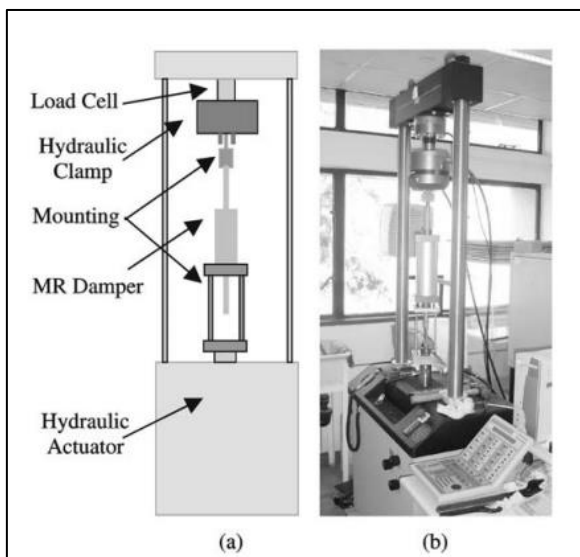 Load Cell
Hydraulic
Clamp
Mounting
MR Damper
Hydraulic
Actuator
(a)
(b)